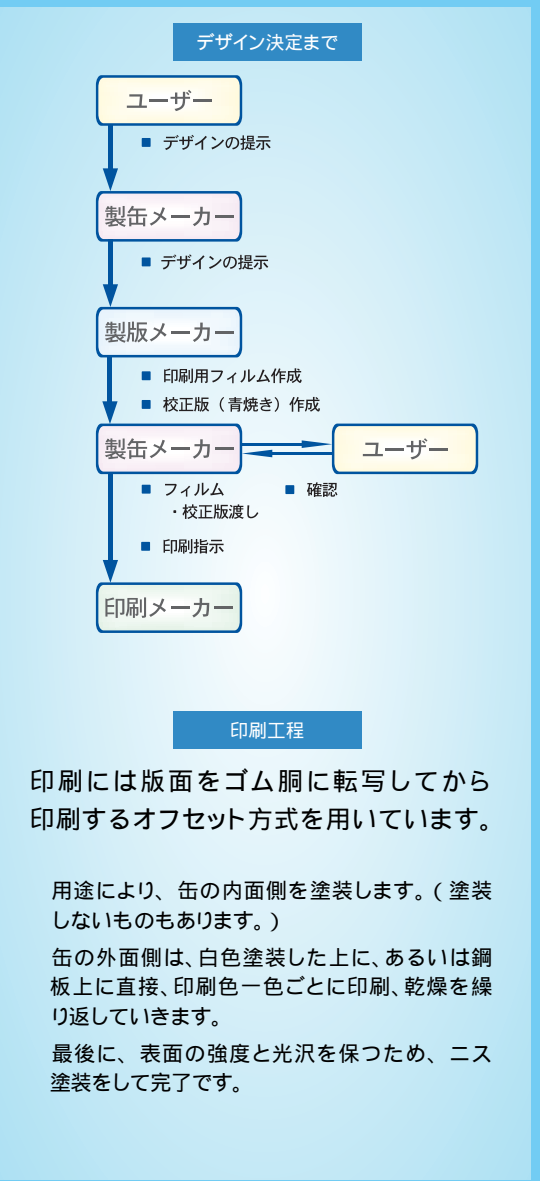 デザイン決定まで
ユーザー
■ デザインの提示
製缶メーカー
■ デザインの提示
製版メーカー
■ 印刷用フィルム作成
■ 校正版（青焼き）作成
製缶メーカー
ユーザー
■ フィルム
・校正版渡し
■ 確認
■ 印刷指示
印刷メーカー
印刷工程
印刷には版面をゴム胴に転写してから
印刷するオフセット方式を用いています。
用途により、缶の内面側を塗装します。(塗装
しないものもあります。)
缶の外面側は、白色塗装した上に、あるいは鋼
板上に直接、印刷色一色ごとに印刷、乾燥を繰
り返していきます。
最後に、表面の強度と光沢を保つため、ニス
塗装をして完了です。